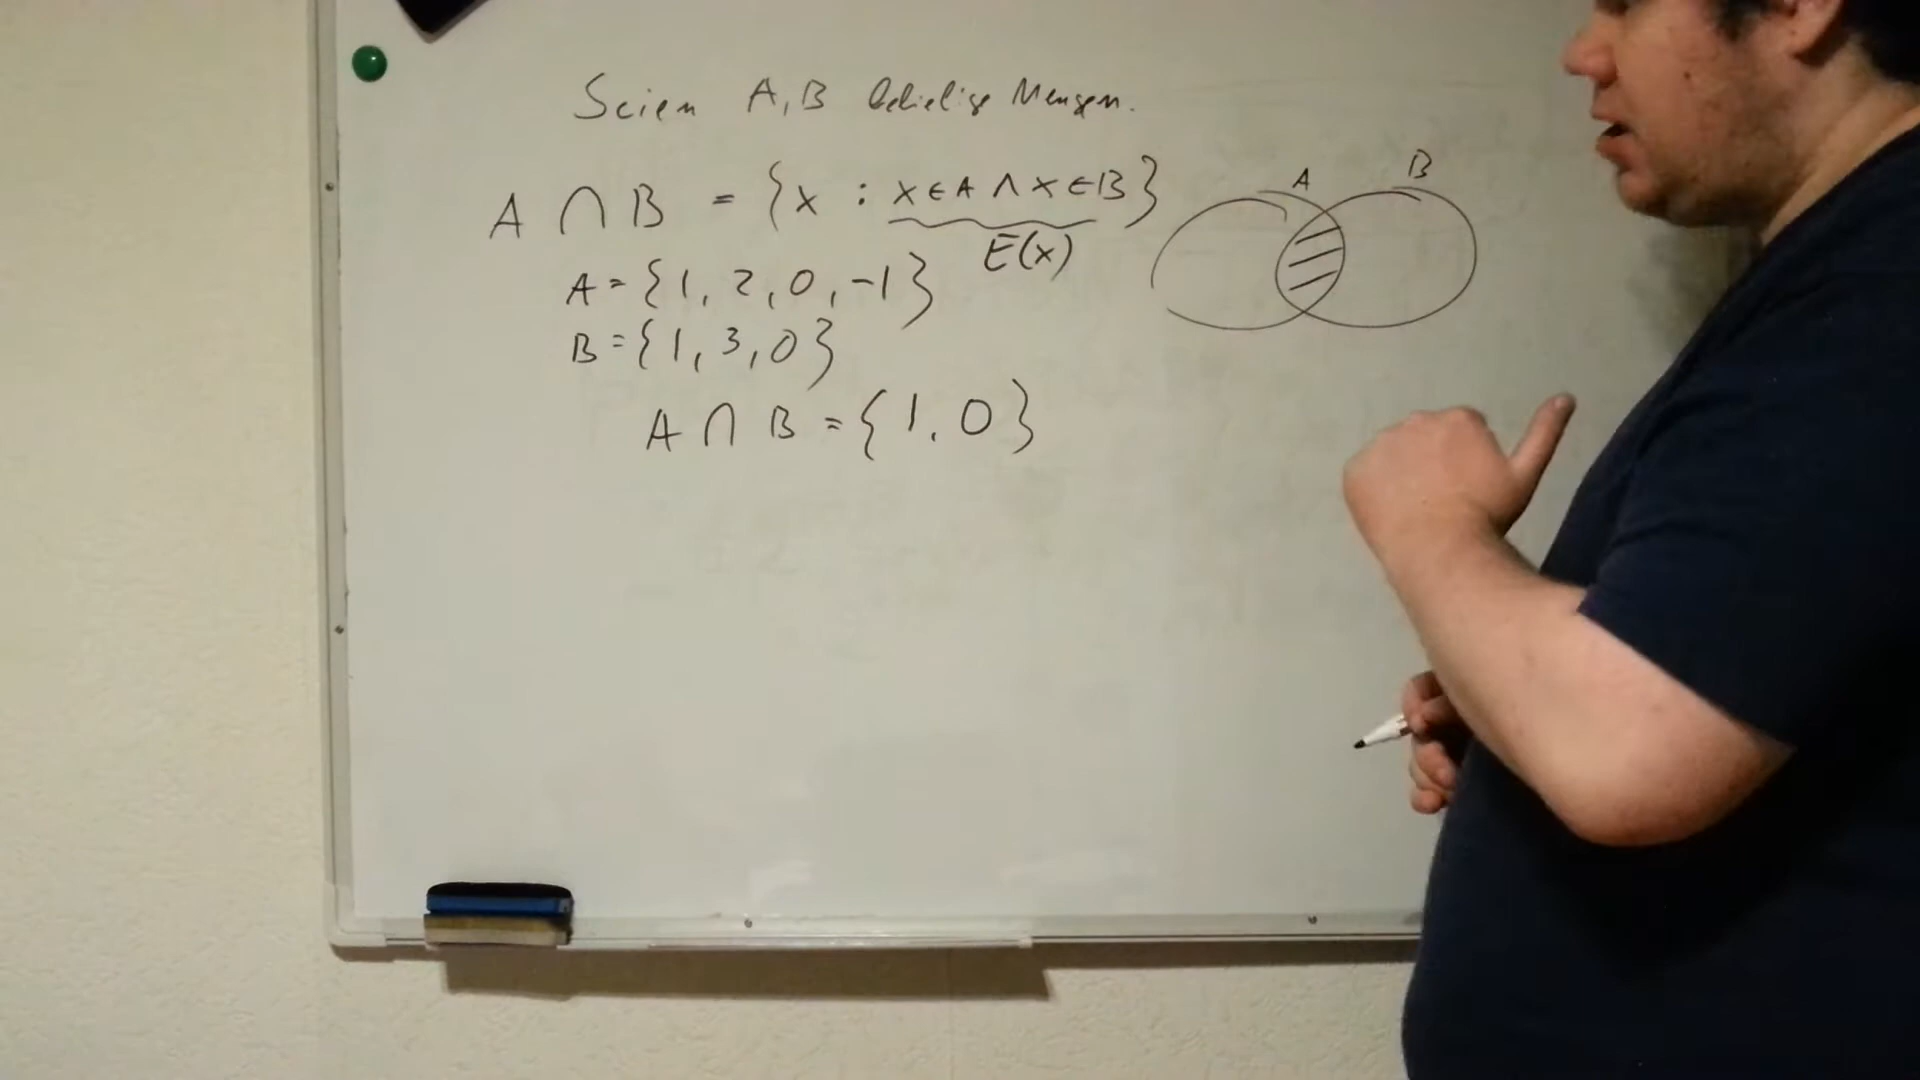 Seien A, B beliebige Mengen.
A ∩ B = {x : x ∈ A ∧ x ∈ B}
E(x)
A = {1, 2, 0, -1}
B = {1, 3, 0}
A ∩ B = {1, 0}
A
B